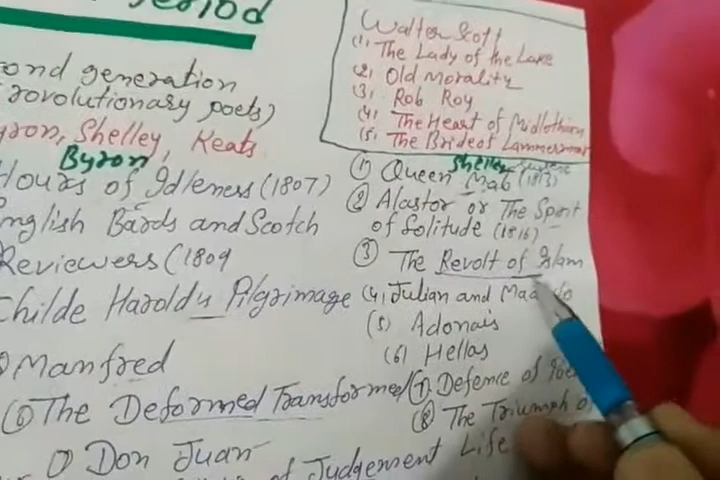 Period
Walter Scott
(1) The Lady of the Lake
(2) Old Morality
(3) Rob Roy
(4) The Heart of Midlothian
(5) The Bride of Lammermoor
ond generation
revolutionary poets)
yron, Shelley, Keats
Byron,
Hours of Idleness (1807)
nglish Bards and Scotch
Reviewers (1809
Childe Harold's Pilgrimage
Manfred
(6) The Deformed Transformed
Don Juan
of Judgement
Shelley
(1) Queen Mab (1813)
(2) Alastor or The Spirit
of Solitude (1816)
(3) The Revolt of Islam
(4) Julian and
(5) Adonais
(6) Hellas
(7) Defence of
(8) The Triumph
Life